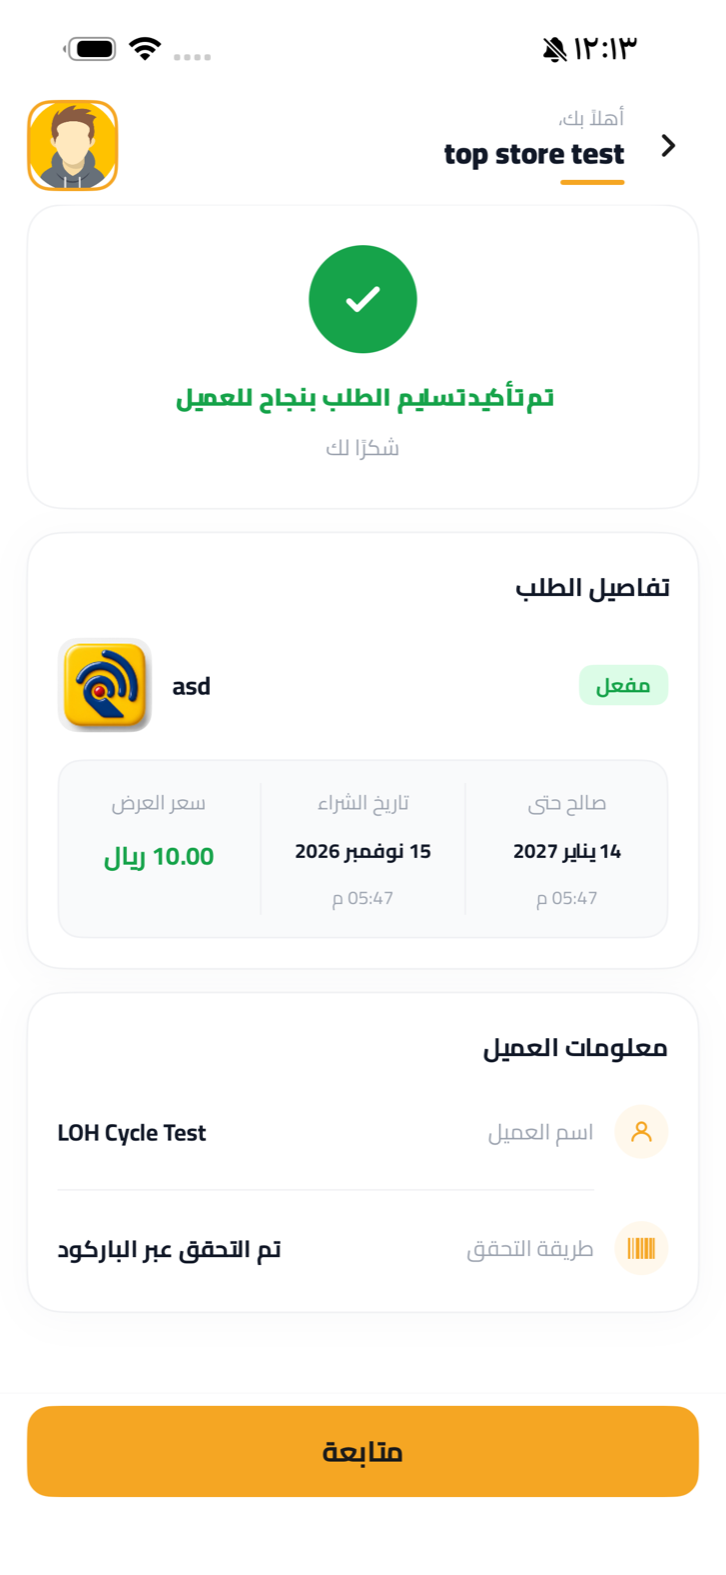 ١٢:١٣
أهلاً بك،
top store test
تم تأكيد تسليم الطلب بنجاح للعميل
شكرًا لك
تفاصيل الطلب
مفعل
asd
صالح حتى
14 يناير 2027
05:47 م
تاريخ الشراء
15 نوفمبر 2026
05:47 م
سعر العرض
10.00 ريال
معلومات العميل
اسم العميل
LOH Cycle Test
طريقة التحقق
تم التحقق عبر الباركود
متابعة